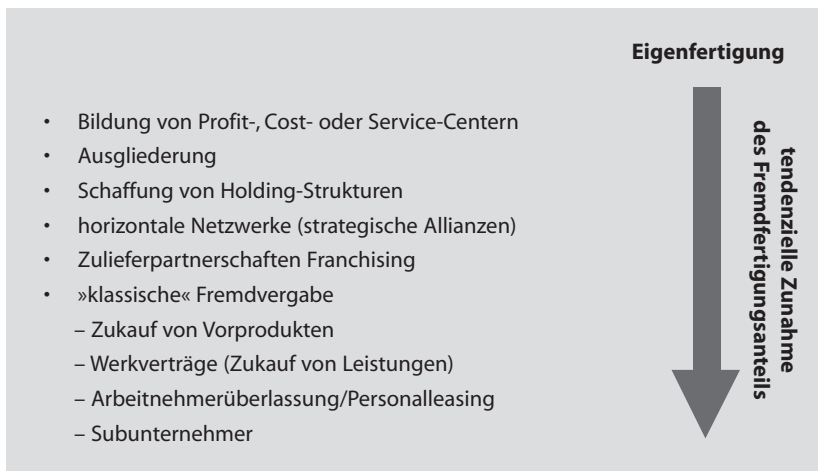 Eigenfertigung
• Bildung von Profit-, Cost- oder Service-Centern
• Ausgliederung
• Schaffung von Holding-Strukturen
• horizontale Netzwerke (strategische Allianzen)
• Zulieferpartnerschaften Franchising
• »klassische« Fremdvergabe
– Zukauf von Vorprodukten
– Werkverträge (Zukauf von Leistungen)
– Arbeitnehmerüberlassung/Personalleasing
– Subunternehmer
tendenzielle Zunahme
des Fremdfertigungsanteils